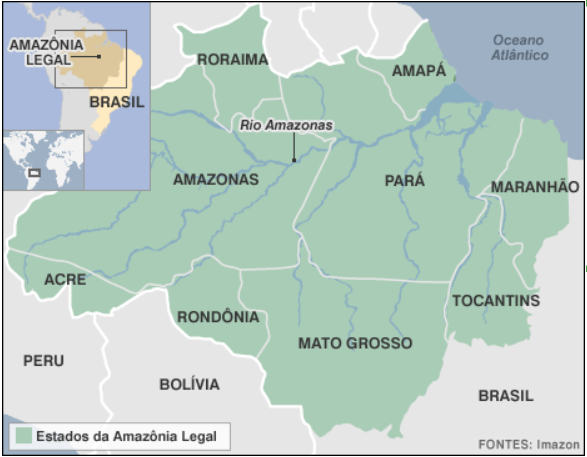 AMAZÔNIA
LEGAL
BRASIL
RORAIMA
AMAPÁ
Oceano
Atlântico
Rio Amazonas
AMAZONAS
PARÁ
MARANHÃO
ACRE
RONDÔNIA
TOCANTINS
MATO GROSSO
PERU
BOLÍVIA
BRASIL
Estados da Amazônia Legal
FONTES: Imazon